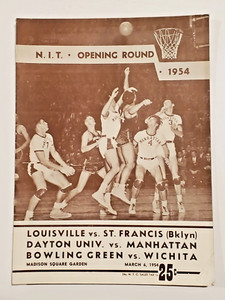 N.I.T. • OPENING ROUND
• 1954
LOUISVILLE vs. ST. FRANCIS (Bklyn)
DAYTON UNIV. vs. MANHATTAN
BOWLING GREEN vs. WICHITA
MADISON SQUARE GARDEN MARCH 6, 1954
25¢